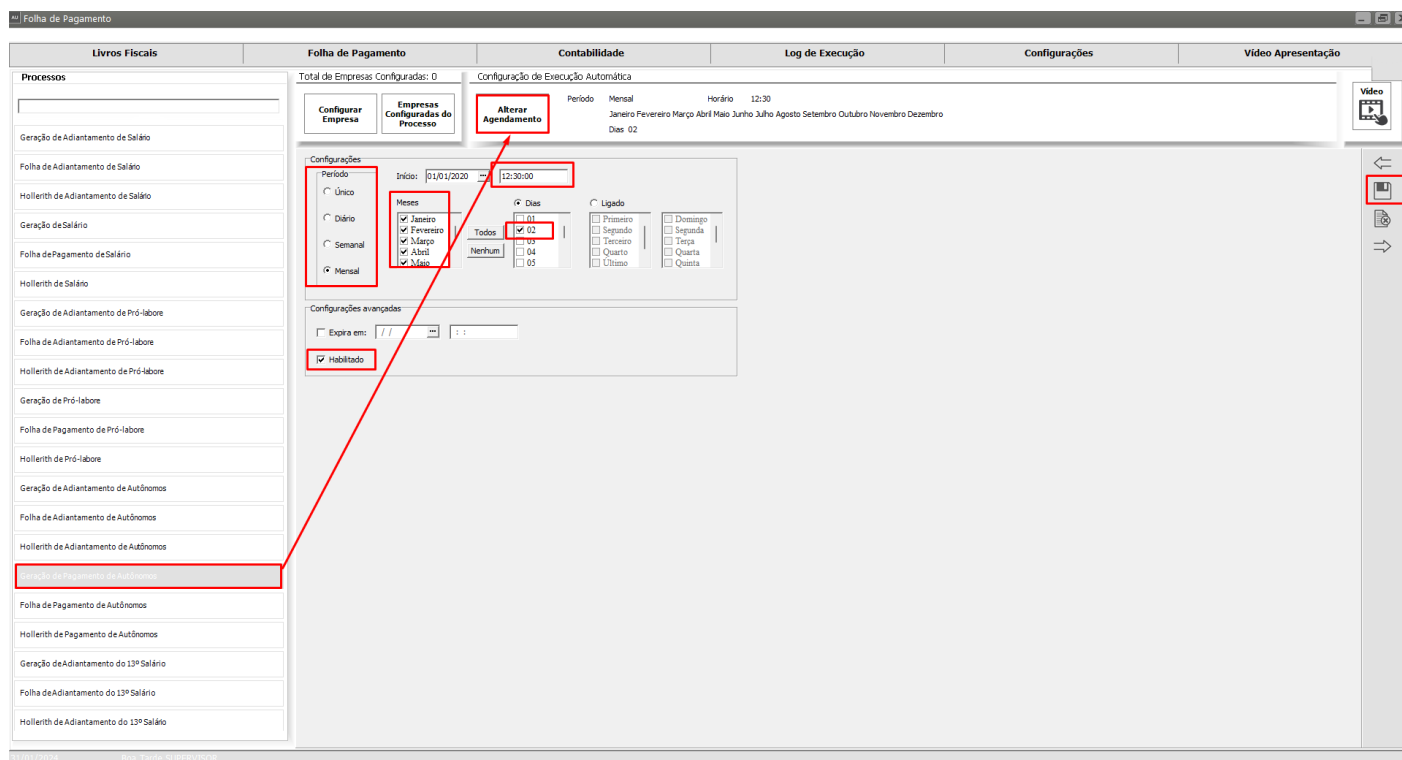 AU Folha de Pagamento
Livros Fiscais
Folha de Pagamento
Contabilidade
Log de Execução
Configurações
Vídeo Apresentação
Processos
Geração de Adiantamento de Salário
Folha de Adiantamento de Salário
Hollerith de Adiantamento de Salário
Geração de Salário
Folha de Pagamento de Salário
Hollerith de Salário
Geração de Adiantamento de Pró-labore
Folha de Adiantamento de Pró-labore
Hollerith de Adiantamento de Pró-labore
Geração de Pró-labore
Folha de Pagamento de Pró-labore
Hollerith de Pró-labore
Geração de Adiantamento de Autônomos
Folha de Adiantamento de Autônomos
Hollerith de Adiantamento de Autônomos
Geração de Pagamento de Autônomos
Folha de Pagamento de Autônomos
Hollerith de Pagamento de Autônomos
Geração de Adiantamento do 13º Salário
Folha de Adiantamento do 13º Salário
Hollerith de Adiantamento do 13º Salário
Total de Empresas Configuradas: 0
Configurar
Empresa
Empresas
Configuradas do
Processo
Configuração de Execução Automática
Alterar
Agendamento
Período Mensal Horário 12:30
Janeiro Fevereiro Março Abril Maio Junho Julho Agosto Setembro Outubro Novembro Dezembro
Dias 02
Vídeo
Configurações
Período
Único
Diário
Semanal
Mensal
Início: 01/01/2020 ... 12:30:00
Meses
Janeiro
Fevereiro
Março
Abril
Maio
Todos
Nenhum
Dias
01
02
03
04
05
Ligado
Primeiro
Segundo
Terceiro
Quarto
Último
Domingo
Segunda
Terça
Quarta
Quinta
Configurações avançadas
Expira em: / / ... : :
Habilitado
Boa Tarde SUPERVISOR